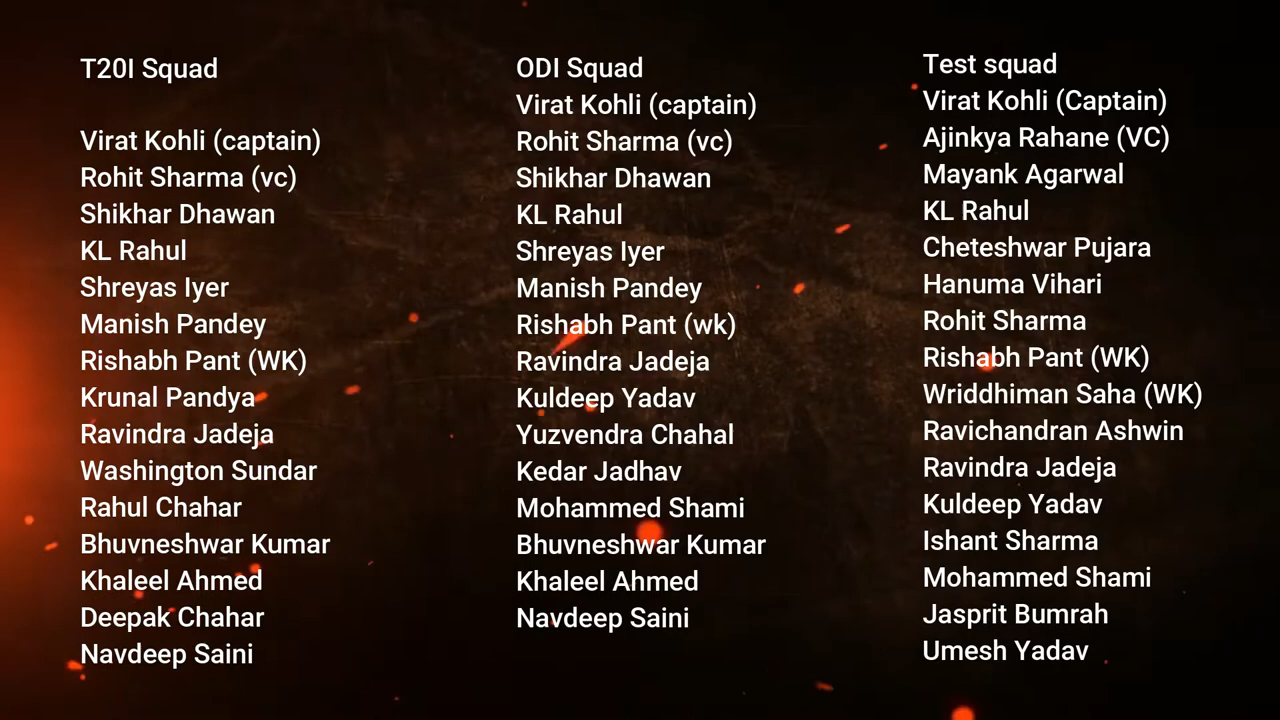 T20I Squad
Virat Kohli (captain)
Rohit Sharma (vc)
Shikhar Dhawan
KL Rahul
Shreyas Iyer
Manish Pandey
Rishabh Pant (WK)
Krunal Pandya
Ravindra Jadeja
Washington Sundar
Rahul Chahar
Bhuvneshwar Kumar
Khaleel Ahmed
Deepak Chahar
Navdeep Saini
ODI Squad
Virat Kohli (captain)
Rohit Sharma (vc)
Shikhar Dhawan
KL Rahul
Shreyas Iyer
Manish Pandey
Rishabh Pant (wk)
Ravindra Jadeja
Kuldeep Yadav
Yuzvendra Chahal
Kedar Jadhav
Mohammed Shami
Bhuvneshwar Kumar
Khaleel Ahmed
Navdeep Saini
Test squad
Virat Kohli (Captain)
Ajinkya Rahane (VC)
Mayank Agarwal
KL Rahul
Cheteshwar Pujara
Hanuma Vihari
Rohit Sharma
Rishabh Pant (WK)
Wriddhiman Saha (WK)
Ravichandran Ashwin
Ravindra Jadeja
Kuldeep Yadav
Ishant Sharma
Mohammed Shami
Jasprit Bumrah
Umesh Yadav